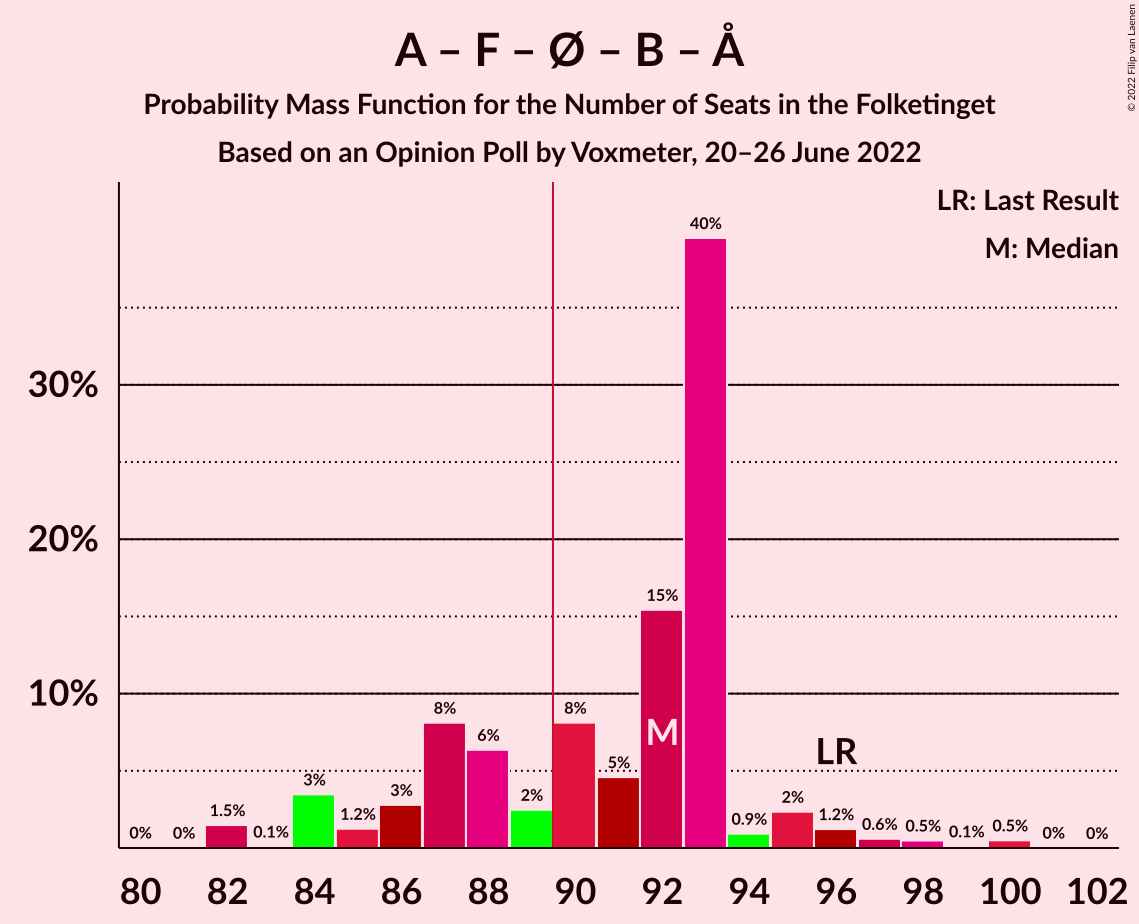 A – F – Ø – B – Å
Probability Mass Function for the Number of Seats in the Folketinget
Based on an Opinion Poll by Voxmeter, 20–26 June 2022
© 2022 Filip van Laenen
LR: Last Result
M: Median
40%
30%
20%
15%
10%
8%
6%
8%
5%
M
LR
3%
3%
2%
2%
1.5%
1.2%
0.9%
1.2%
0.6%
0.5%
0.5%
0%
0%
0.1%
0.1%
0%
0%
80 82 84 86 88 90 92 94 96 98 100 102